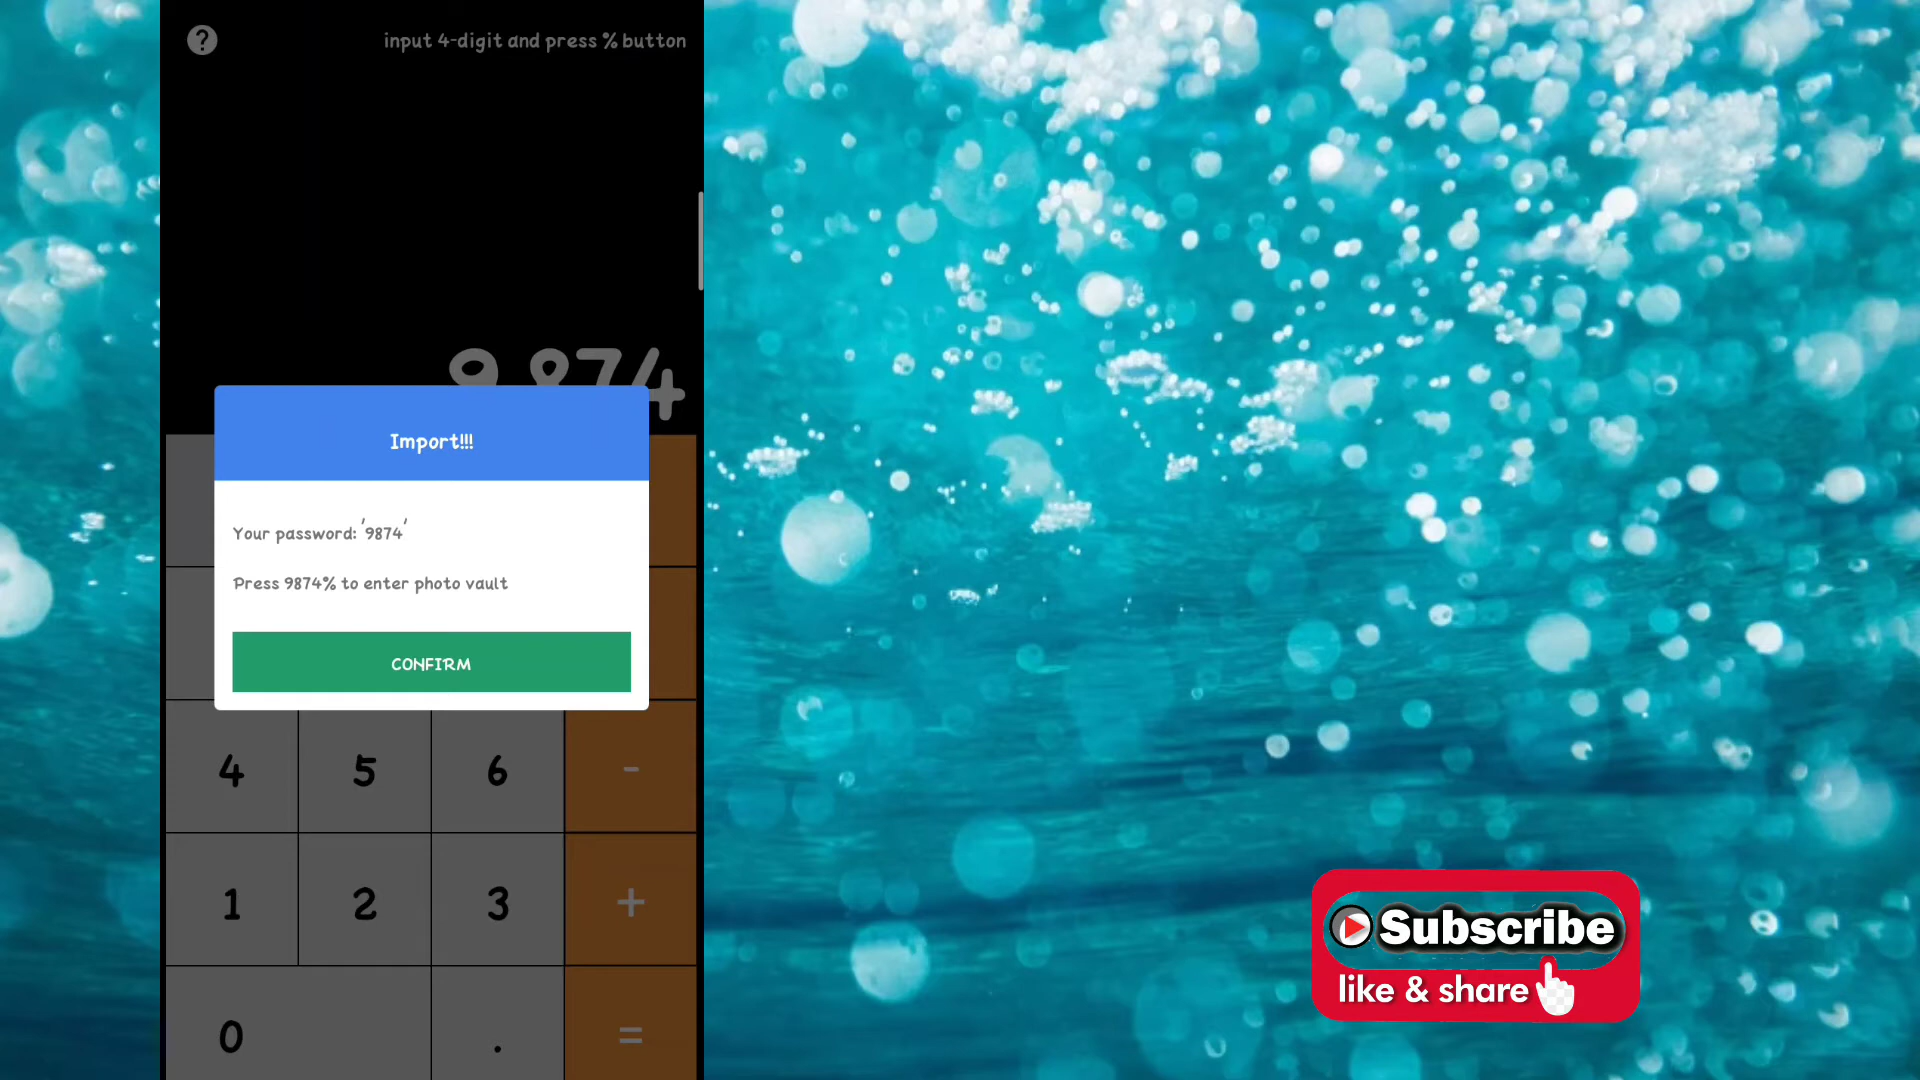 ?
input 4-digit and press % button
9,874
Import!!!
Your password: '9874'
Press 9874% to enter photo vault
CONFIRM
4 5 6 -
1 2 3 +
0 . =
Subscribe
like & share